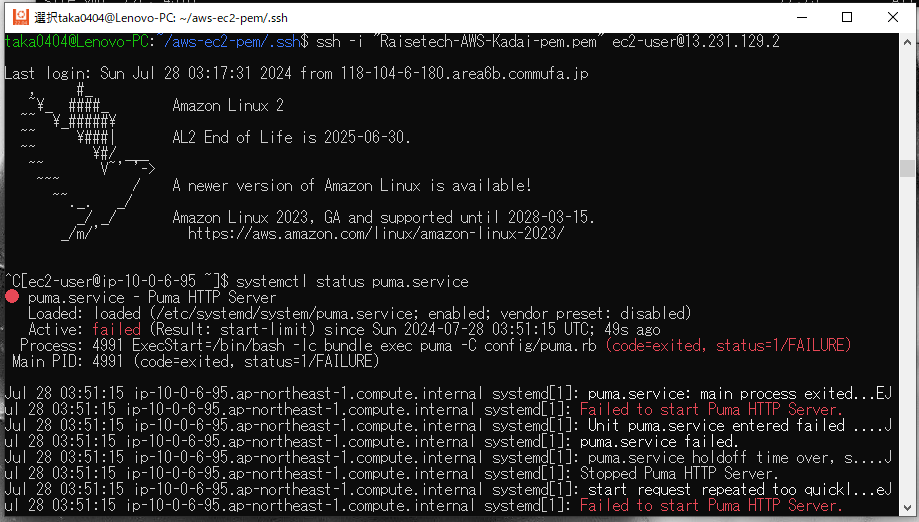 選択taka0404@Lenovo-PC: ~/aws-ec2-pem/.ssh
taka0404@Lenovo-PC:~/aws-ec2-pem/.ssh$ ssh -i "Raisetech-AWS-Kadai-pem.pem" ec2-user@13.231.129.2
Last login: Sun Jul 28 03:17:31 2024 from 118-104-6-180.area6b.commufa.jp
   ,     #_
   ~¥_  ####_        Amazon Linux 2
  ~~  ¥_#####¥
  ~~     ¥###|       AL2 End of Life is 2025-06-30.
  ~~       ¥#/ ___
   ~~       V~' '->
    ~~~         /    A newer version of Amazon Linux is available!
      ~~._.   _/
         _/ _/       Amazon Linux 2023, GA and supported until 2028-03-15.
       _/m/'           https://aws.amazon.com/linux/amazon-linux-2023/
^C[ec2-user@ip-10-0-6-95 ~]$ systemctl status puma.service
● puma.service - Puma HTTP Server
   Loaded: loaded (/etc/systemd/system/puma.service; enabled; vendor preset: disabled)
   Active: failed (Result: start-limit) since Sun 2024-07-28 03:51:15 UTC; 49s ago
  Process: 4991 ExecStart=/bin/bash -lc bundle exec puma -C config/puma.rb (code=exited, status=1/FAILURE)
 Main PID: 4991 (code=exited, status=1/FAILURE)
Jul 28 03:51:15 ip-10-0-6-95.ap-northeast-1.compute.internal systemd[1]: puma.service: main process exited...EJ
ul 28 03:51:15 ip-10-0-6-95.ap-northeast-1.compute.internal systemd[1]: Failed to start Puma HTTP Server.
Jul 28 03:51:15 ip-10-0-6-95.ap-northeast-1.compute.internal systemd[1]: Unit puma.service entered failed ....J
ul 28 03:51:15 ip-10-0-6-95.ap-northeast-1.compute.internal systemd[1]: puma.service failed.
Jul 28 03:51:15 ip-10-0-6-95.ap-northeast-1.compute.internal systemd[1]: puma.service holdoff time over, s....J
ul 28 03:51:15 ip-10-0-6-95.ap-northeast-1.compute.internal systemd[1]: Stopped Puma HTTP Server.
Jul 28 03:51:15 ip-10-0-6-95.ap-northeast-1.compute.internal systemd[1]: start request repeated too quickl...eJ
ul 28 03:51:15 ip-10-0-6-95.ap-northeast-1.compute.internal systemd[1]: Failed to start Puma HTTP Server.